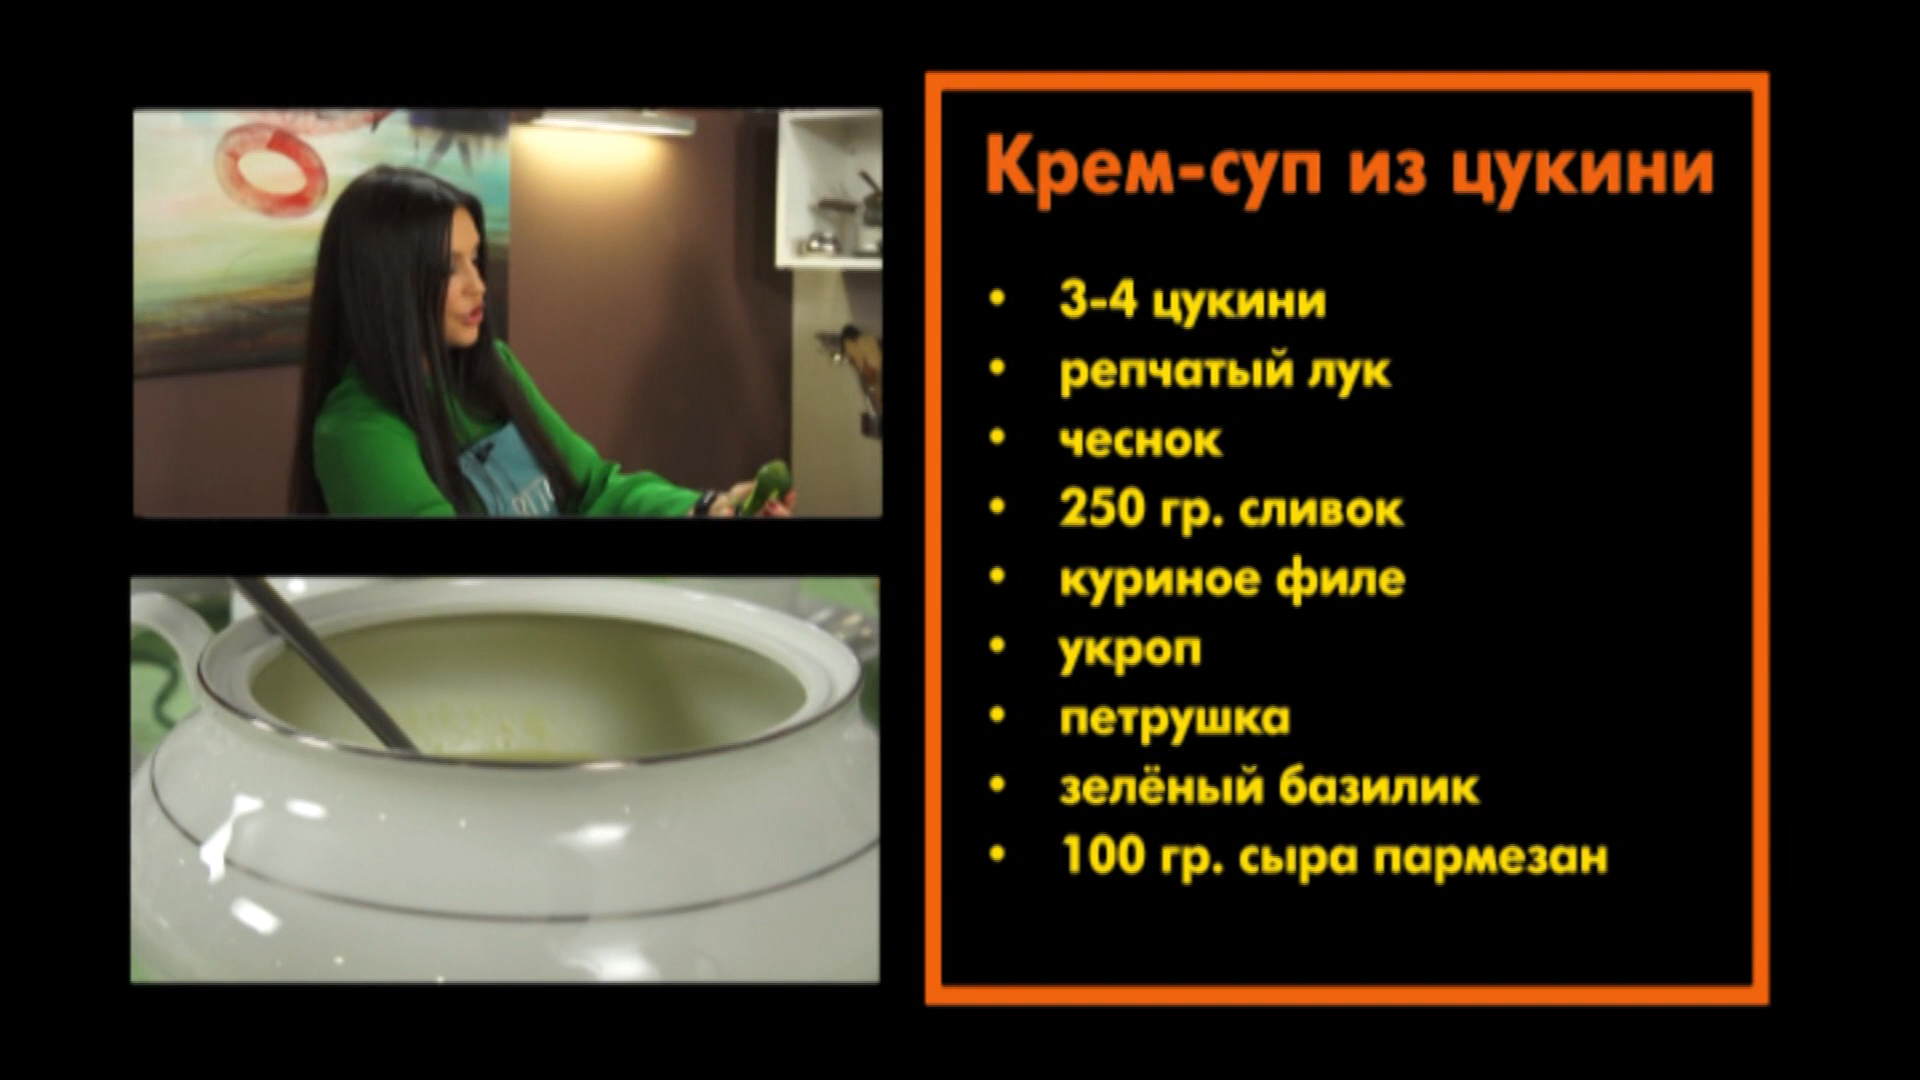 Крем-суп из цукини
• 3-4 цукини
• репчатый лук
• чеснок
• 250 гр. сливок
• куриное филе
• укроп
• петрушка
• зелёный базилик
• 100 гр. сыра пармезан